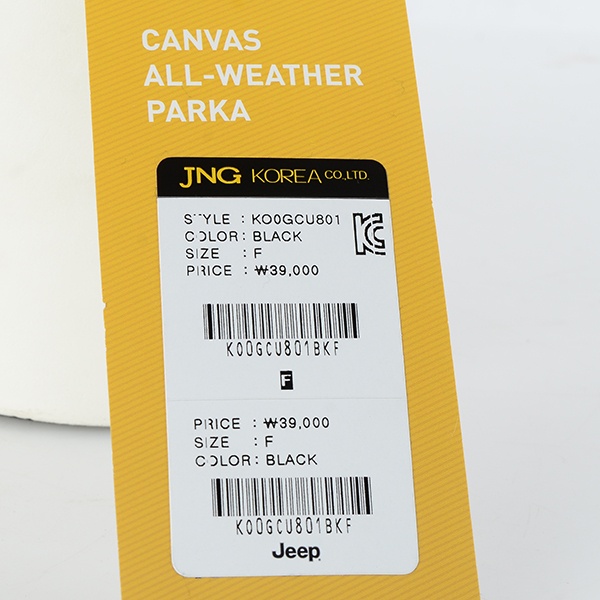 CANVAS
ALL-WEATHER
PARKA
JNG KOREA CO.,LTD.
STYLE : KO0GCU801
COLOR : BLACK
SIZE : F
PRICE : ₩39,000
KC
K00GCU801BKF
F
PRICE : ₩39,000
SIZE : F
COLOR : BLACK
K00GCU801BKF
Jeep